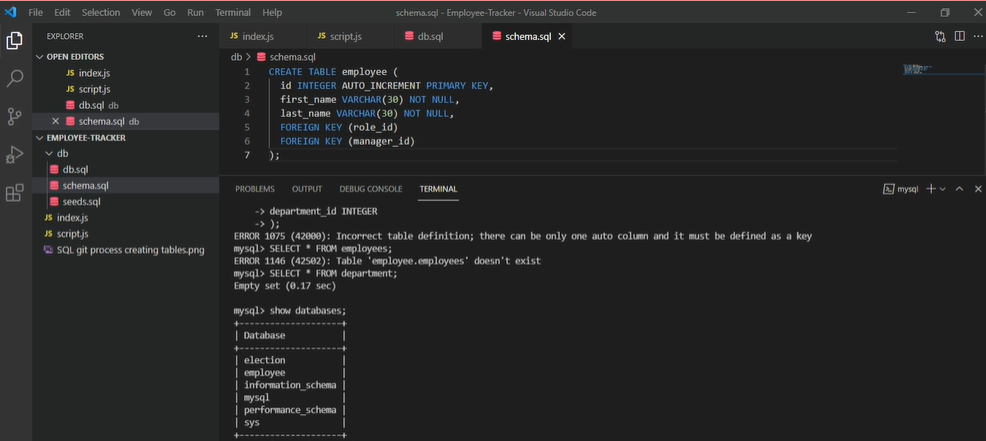 File Edit Selection View Go Run Terminal Help
schema.sql - Employee-Tracker - Visual Studio Code
EXPLORER
OPEN EDITORS
JS index.js
JS script.js
db.sql db
schema.sql db
EMPLOYEE-TRACKER
db
db.sql
schema.sql
seeds.sql
JS index.js
JS script.js
SQL git process creating tables.png
JS index.js
JS script.js
db.sql
schema.sql
db > schema.sql
1 CREATE TABLE employee (
2 id INTEGER AUTO_INCREMENT PRIMARY KEY,
3 first_name VARCHAR(30) NOT NULL,
4 last_name VARCHAR(30) NOT NULL,
5 FOREIGN KEY (role_id)
6 FOREIGN KEY (manager_id)
7 );
PROBLEMS OUTPUT DEBUG CONSOLE TERMINAL
mysql
-> department_id INTEGER
-> );
ERROR 1075 (42000): Incorrect table definition; there can be only one auto column and it must be defined as a key
mysql> SELECT * FROM employees;
ERROR 1146 (42S02): Table 'employee.employees' doesn't exist
mysql> SELECT * FROM department;
Empty set (0.17 sec)
mysql> show databases;
+--------------------+
| Database           |
+--------------------+
| election           |
| employee           |
| information_schema |
| mysql              |
| performance_schema |
| sys                |
+--------------------+